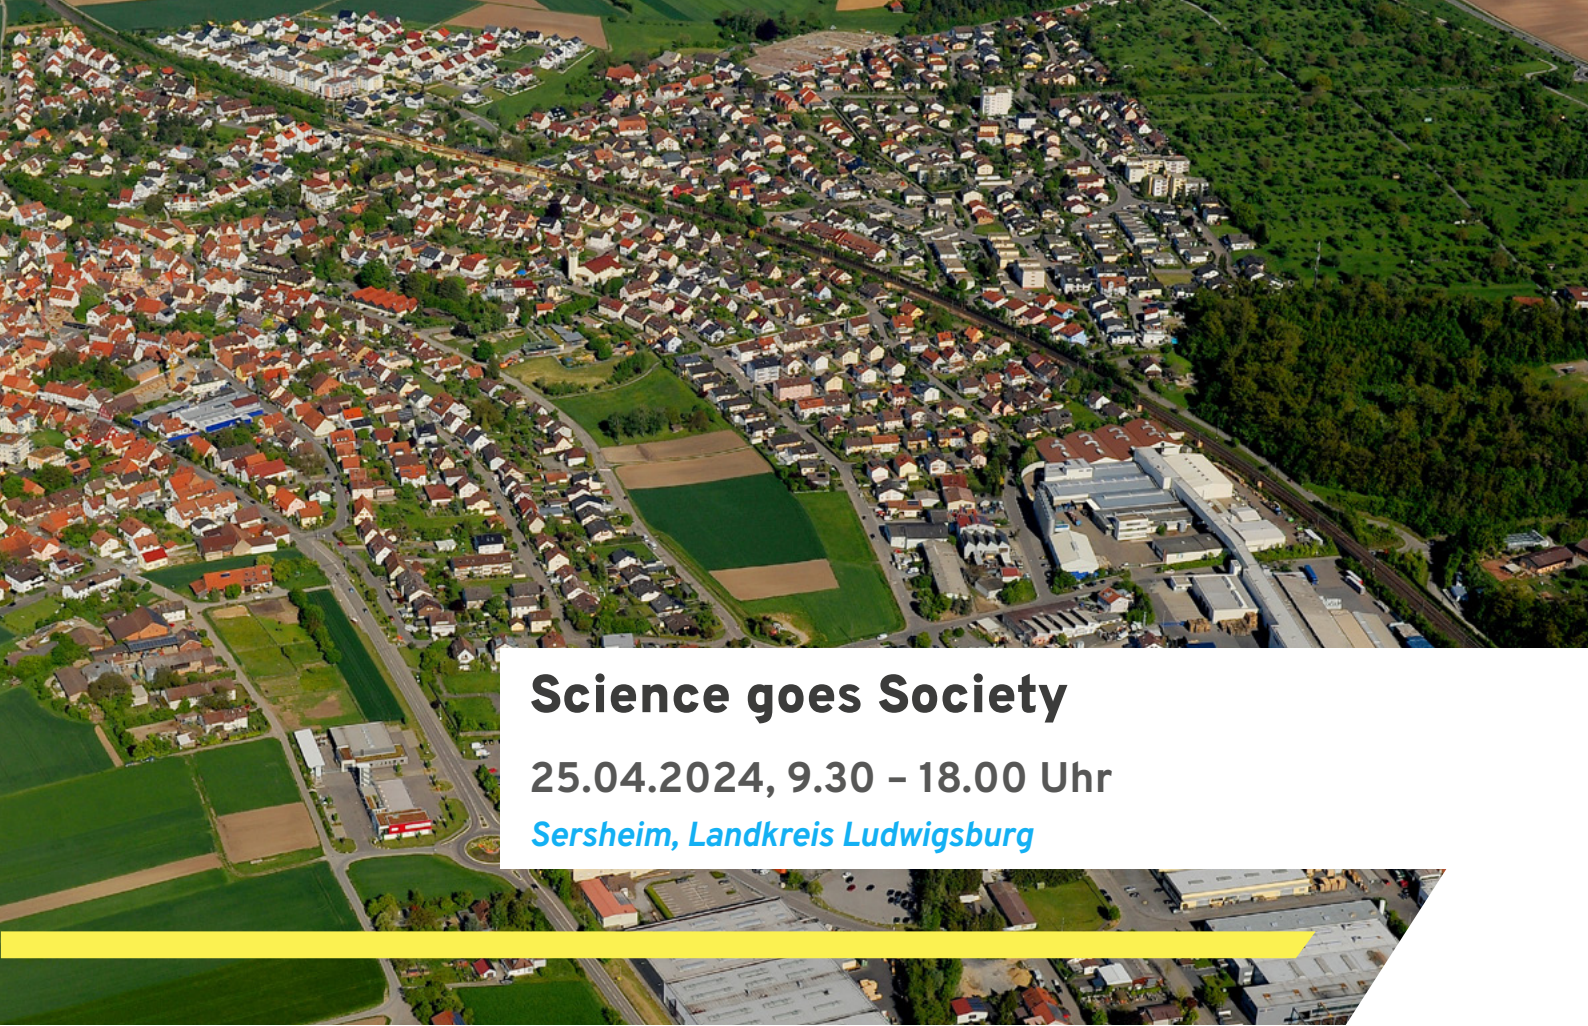 Science goes Society
25.04.2024, 9.30 – 18.00 Uhr
Sersheim, Landkreis Ludwigsburg